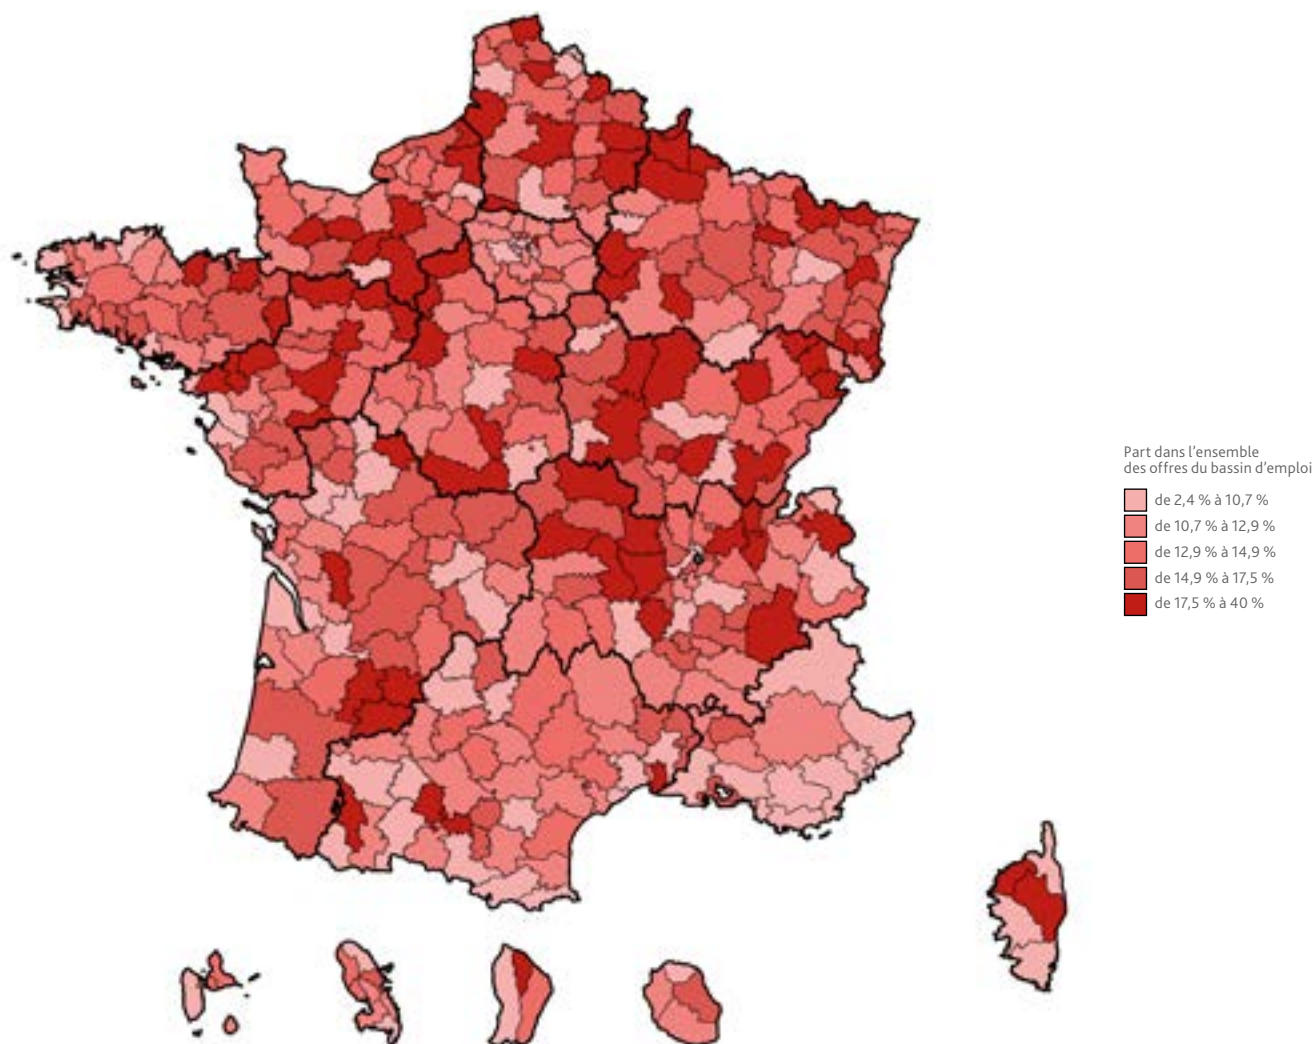 Part dans l’ensemble
des offres du bassin d’emploi
de 2,4 % à 10,7 %
de 10,7 % à 12,9 %
de 12,9 % à 14,9 %
de 14,9 % à 17,5 %
de 17,5 % à 40 %